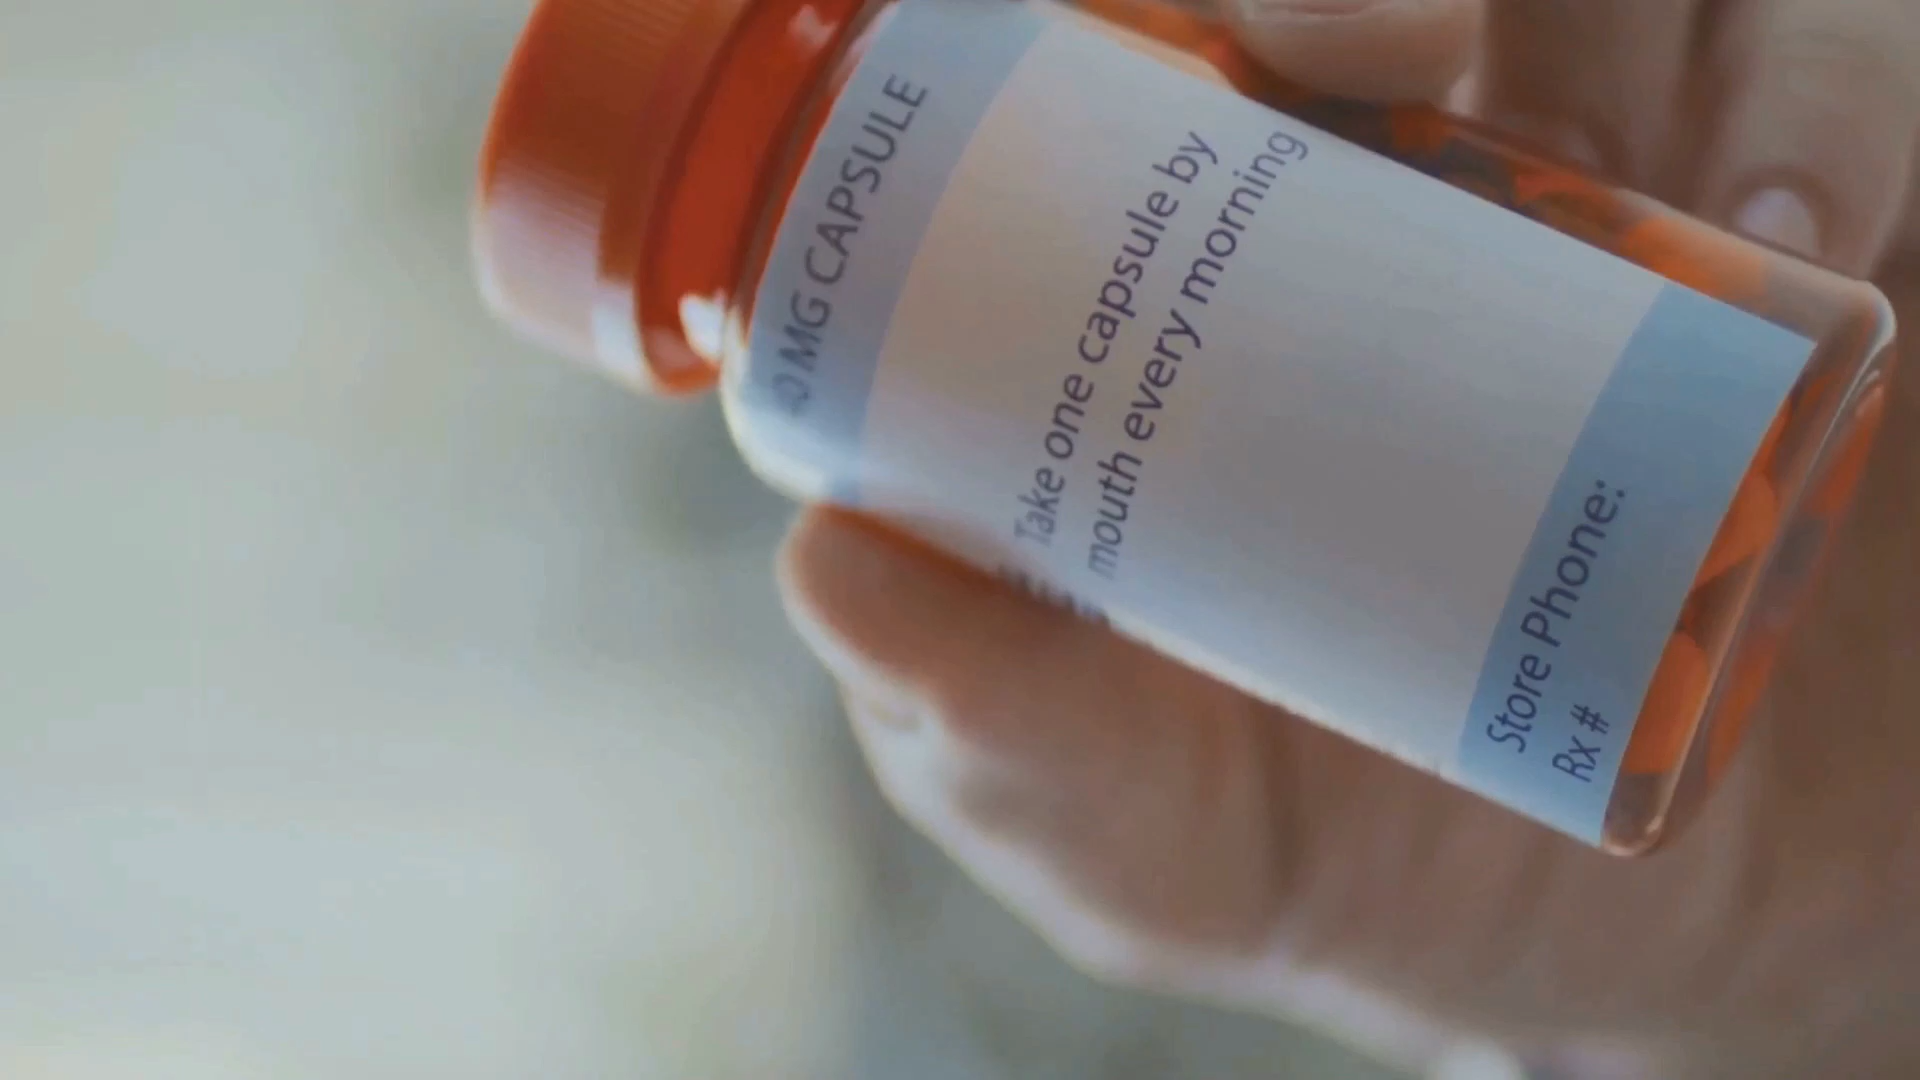 MG CAPSULE
Take one capsule by
mouth every morning
Store Phone:
Rx #